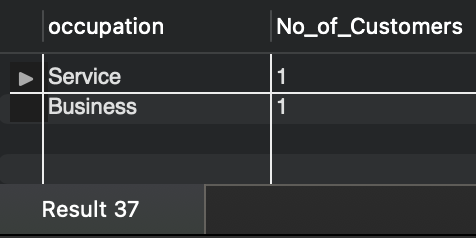 occupation No_of_Customers
Service 1
Business 1
Result 37